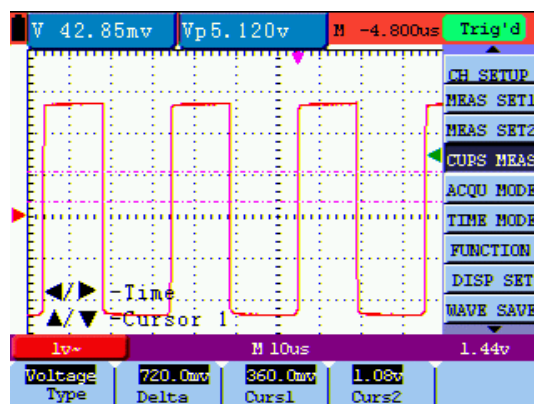 V 42.85mv Vp5.120v M -4.800us Trig'd
CH SETUP
MEAS SET1
MEAS SET2
CURS MEAS
ACQU MODE
TIME MODE
FUNCTION
DISP SET
WAVE SAVE
◀/▶ -Time
▲/▼ -Cursor 1
1v~ M 10us 1.44v
Voltage 720.0mv 360.0mv 1.08v
Type Delta Curs1 Curs2